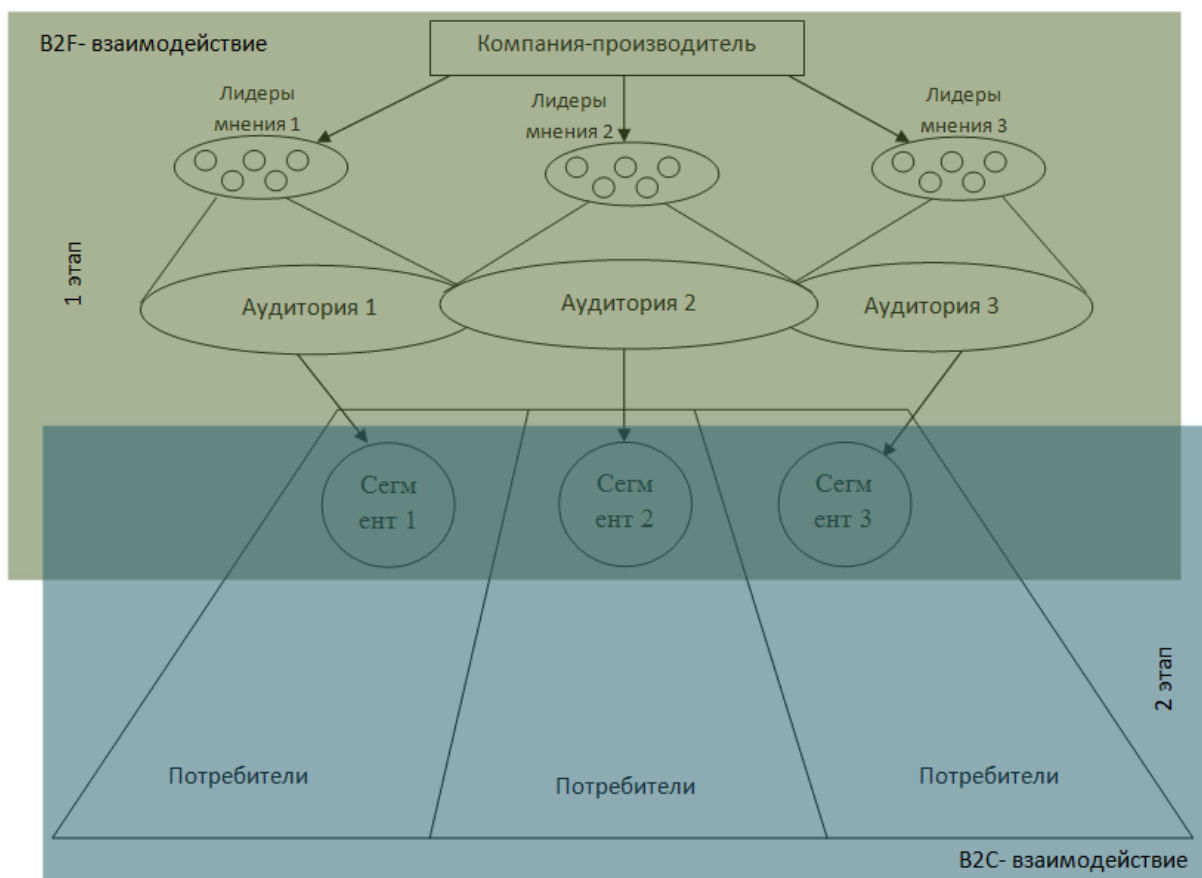 B2F- взаимодействие
Компания-производитель
Лидеры
мнения 1
Лидеры
мнения 2
Лидеры
мнения 3
1 этап
Аудитория 1
Аудитория 2
Аудитория 3
Сегм
ент 1
Сегм
ент 2
Сегм
ент 3
2 этап
Потребители
Потребители
Потребители
B2C- взаимодействие